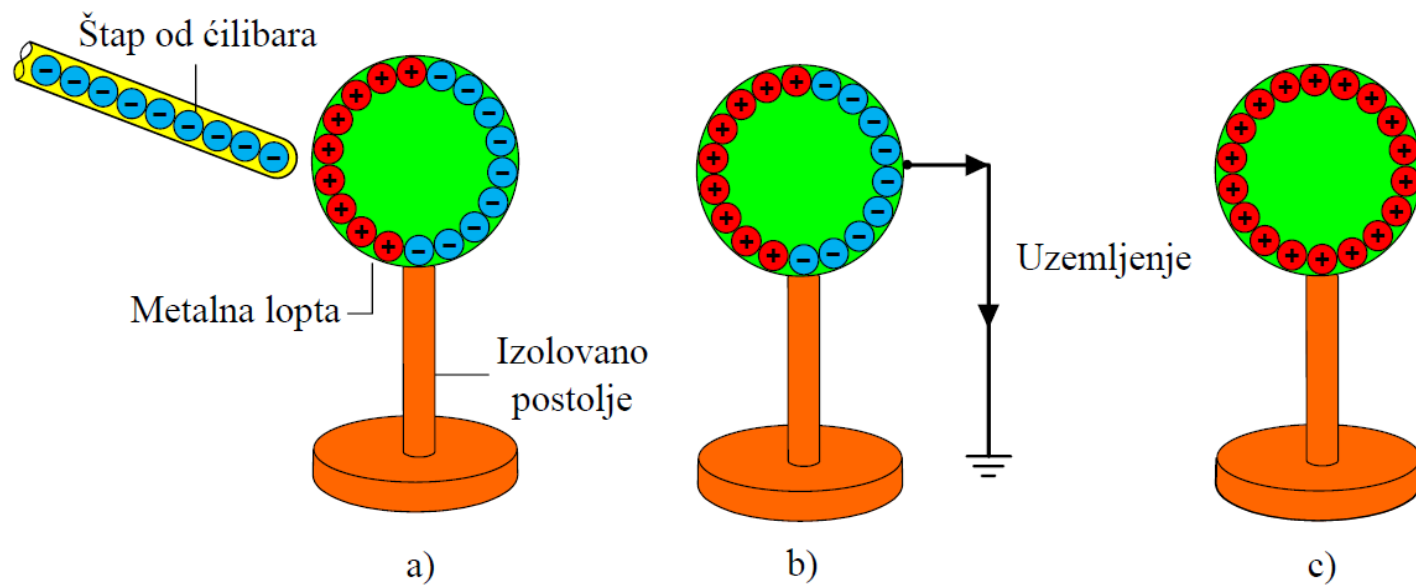 Štap od ćilibara
Metalna lopta
Izolovano
postolje
Uzemljenje
a)
b)
c)